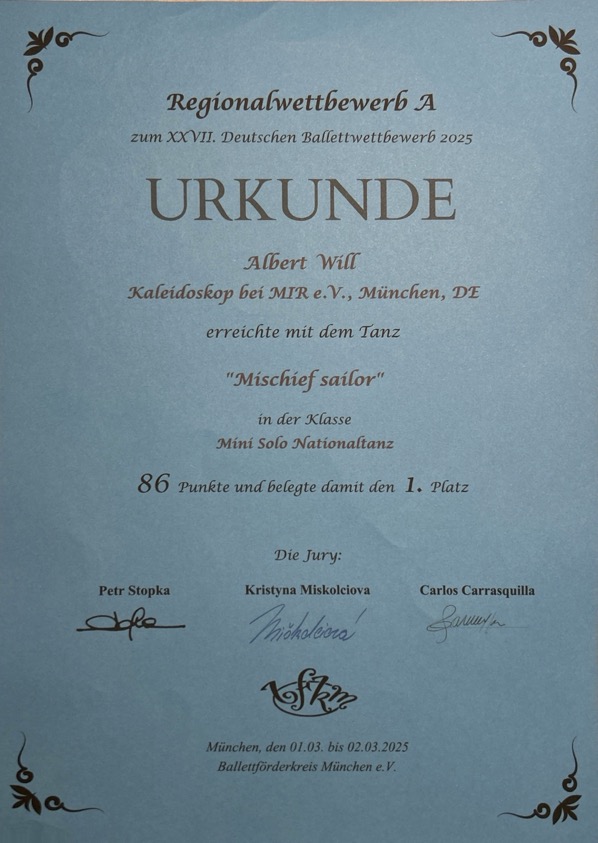 Regionalwettbewerb A
zum XXVII. Deutschen Ballettwettbewerb 2025
URKUNDE
Albert Will
Kaleidoskop bei MIR e.V., München, DE
erreichte mit dem Tanz
"Mischief sailor"
in der Klasse
Mini Solo Nationaltanz
86 Punkte und belegte damit den 1. Platz
Die Jury:
Petr Stopka Kristyna Miskolciova Carlos Carrasquilla
bfkm
München, den 01.03. bis 02.03.2025
Ballettförderkreis München e.V.